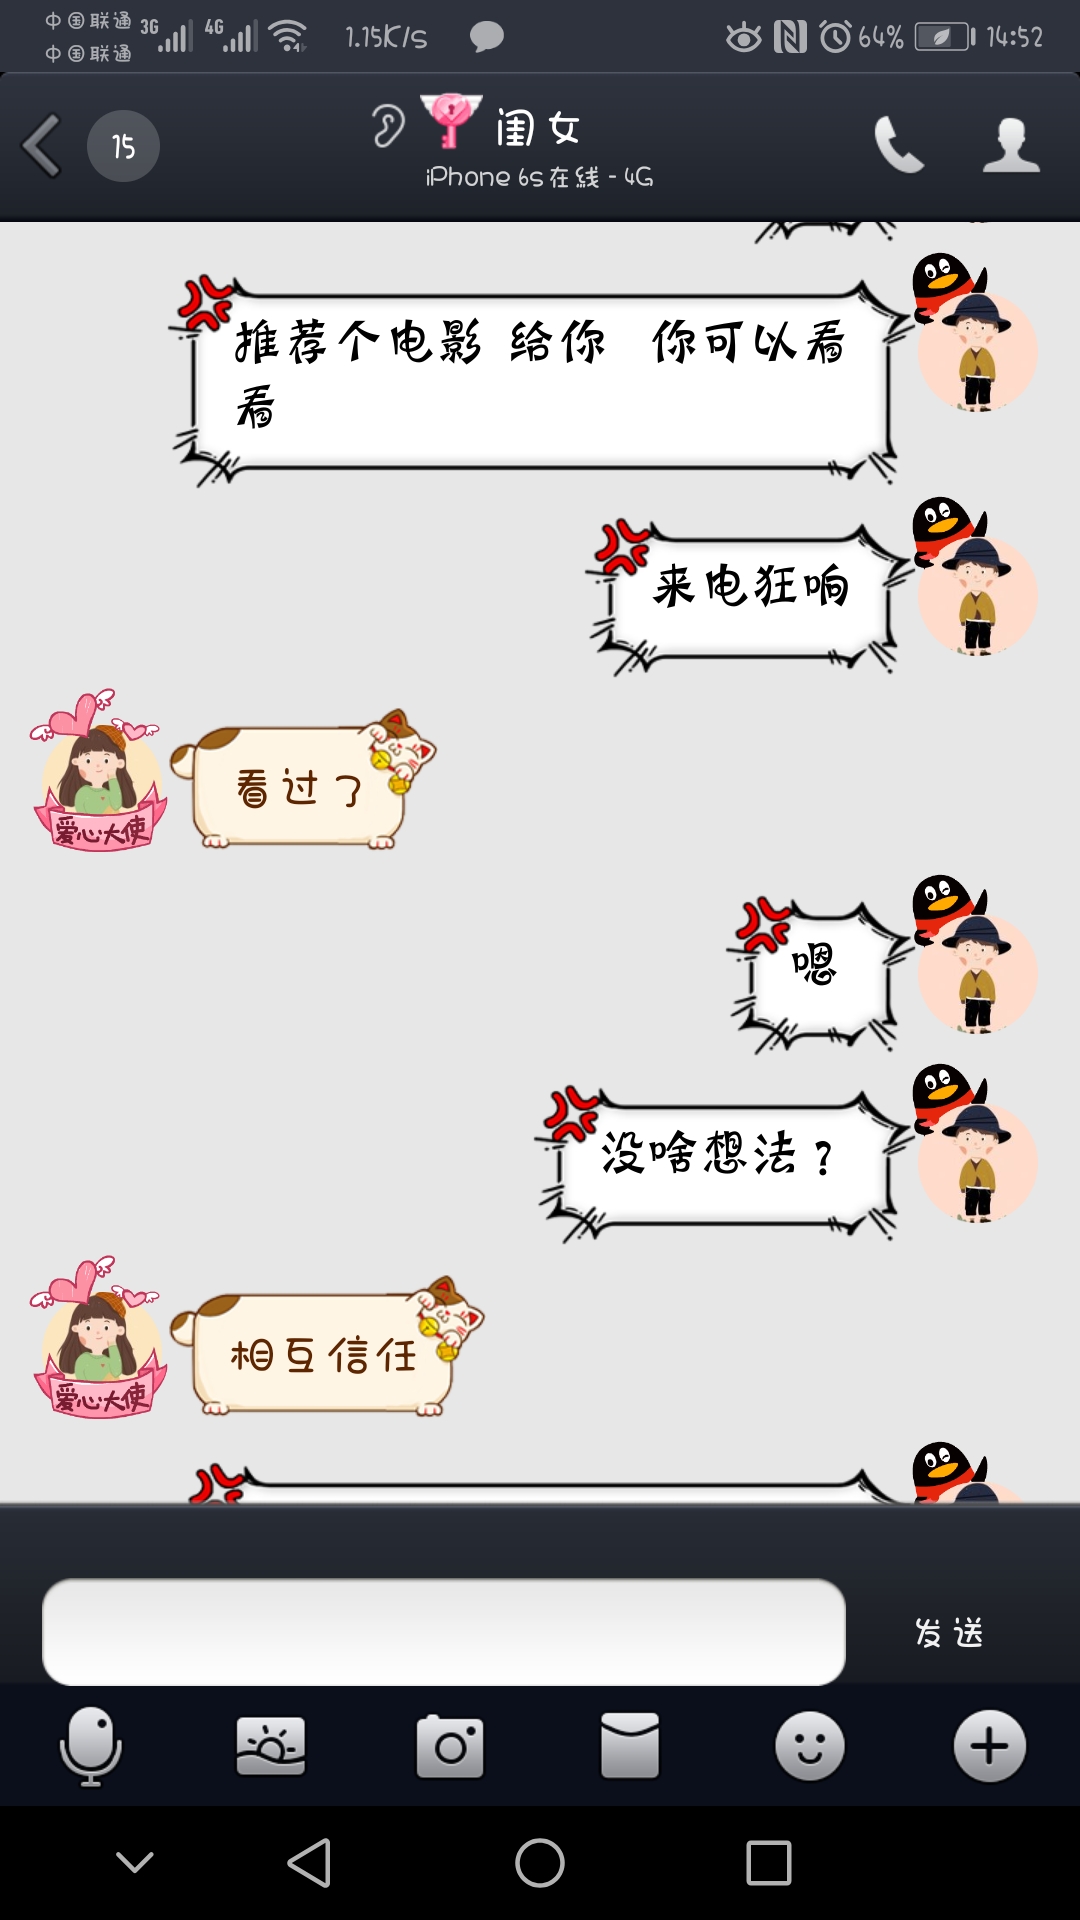 中国联通 3G 4G 1.15K/s 64% 14:52
中国联通
15
闺女
iPhone 6s在線 - 4G
推荐个电影 给你  你可以看
看
来电狂响
看过了
爱心大使
嗯
没啥想法?
相互信任
爱心大使
发送